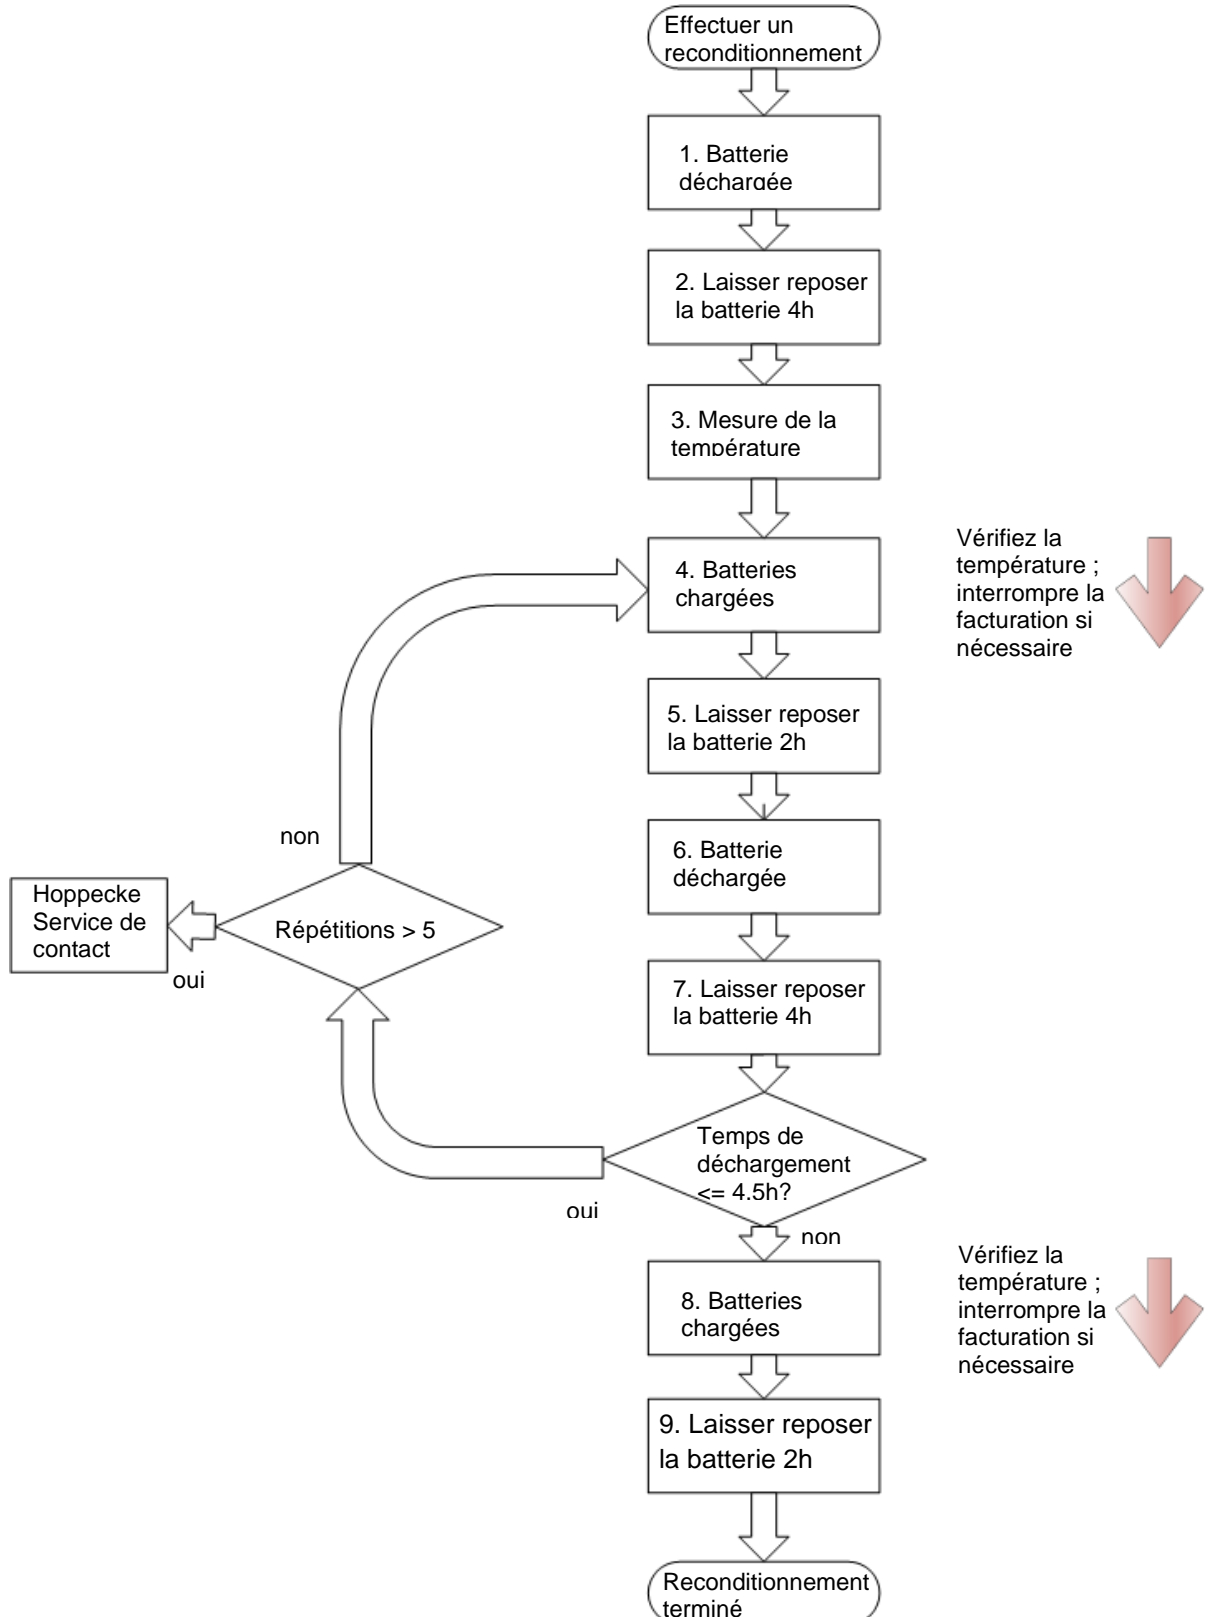 Effectuer un
reconditionnement
1. Batterie
déchargée
2. Laisser reposer
la batterie 4h
3. Mesure de la
température
4. Batteries
chargées
Vérifiez la
température ;
interrompre la
facturation si
nécessaire
5. Laisser reposer
la batterie 2h
6. Batterie
déchargée
non
Hoppecke
Service de
contact
oui
Répétitions > 5
7. Laisser reposer
la batterie 4h
Temps de
déchargement
<= 4.5h?
oui
non
8. Batteries
chargées
Vérifiez la
température ;
interrompre la
facturation si
nécessaire
9. Laisser reposer
la batterie 2h
Reconditionnement
terminé